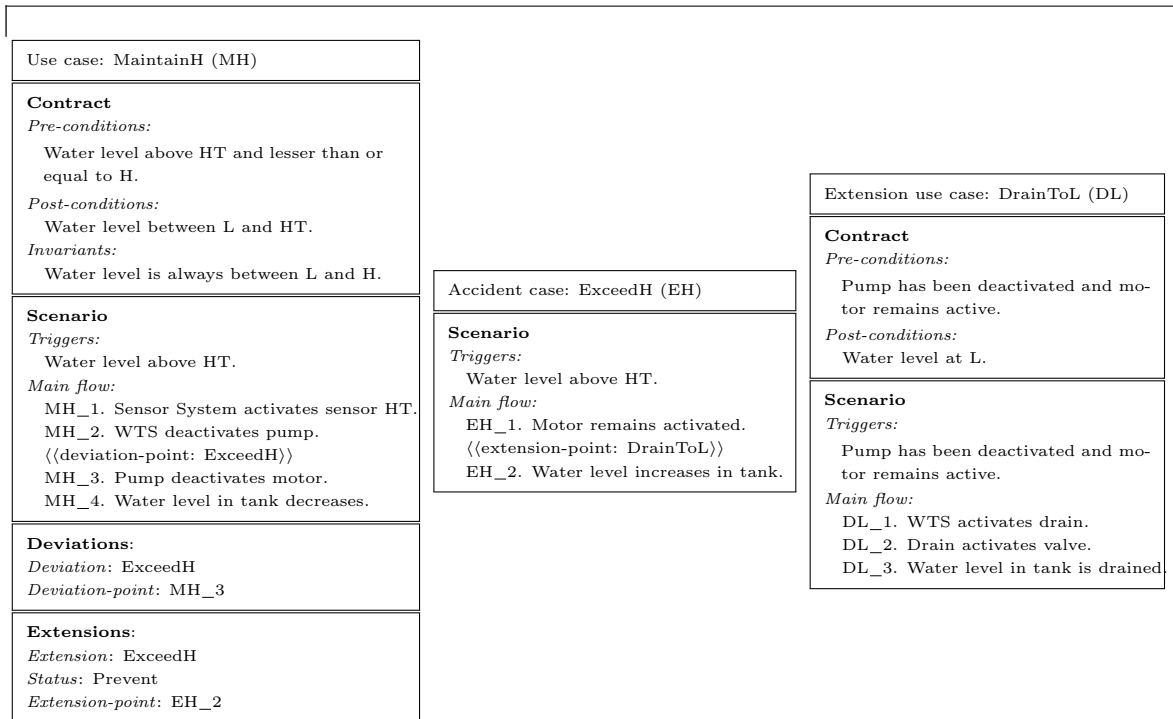 Use case: MaintainH (MH)
Contract
Pre-conditions:
Water level above HT and lesser than or
equal to H.
Post-conditions:
Water level between L and HT.
Invariants:
Water level is always between L and H.
Scenario
Triggers:
Water level above HT.
Main flow:
MH_1. Sensor System activates sensor HT.
MH_2. WTS deactivates pump.
⟨⟨deviation-point: ExceedH⟩⟩
MH_3. Pump deactivates motor.
MH_4. Water level in tank decreases.
Deviations:
Deviation: ExceedH
Deviation-point: MH_3
Extensions:
Extension: ExceedH
Status: Prevent
Extension-point: EH_2
Accident case: ExceedH (EH)
Scenario
Triggers:
Water level above HT.
Main flow:
EH_1. Motor remains activated.
⟨⟨extension-point: DrainToL⟩⟩
EH_2. Water level increases in tank.
Extension use case: DrainToL (DL)
Contract
Pre-conditions:
Pump has been deactivated and mo-
tor remains active.
Post-conditions:
Water level at L.
Scenario
Triggers:
Pump has been deactivated and mo-
tor remains active.
Main flow:
DL_1. WTS activates drain.
DL_2. Drain activates valve.
DL_3. Water level in tank is drained.